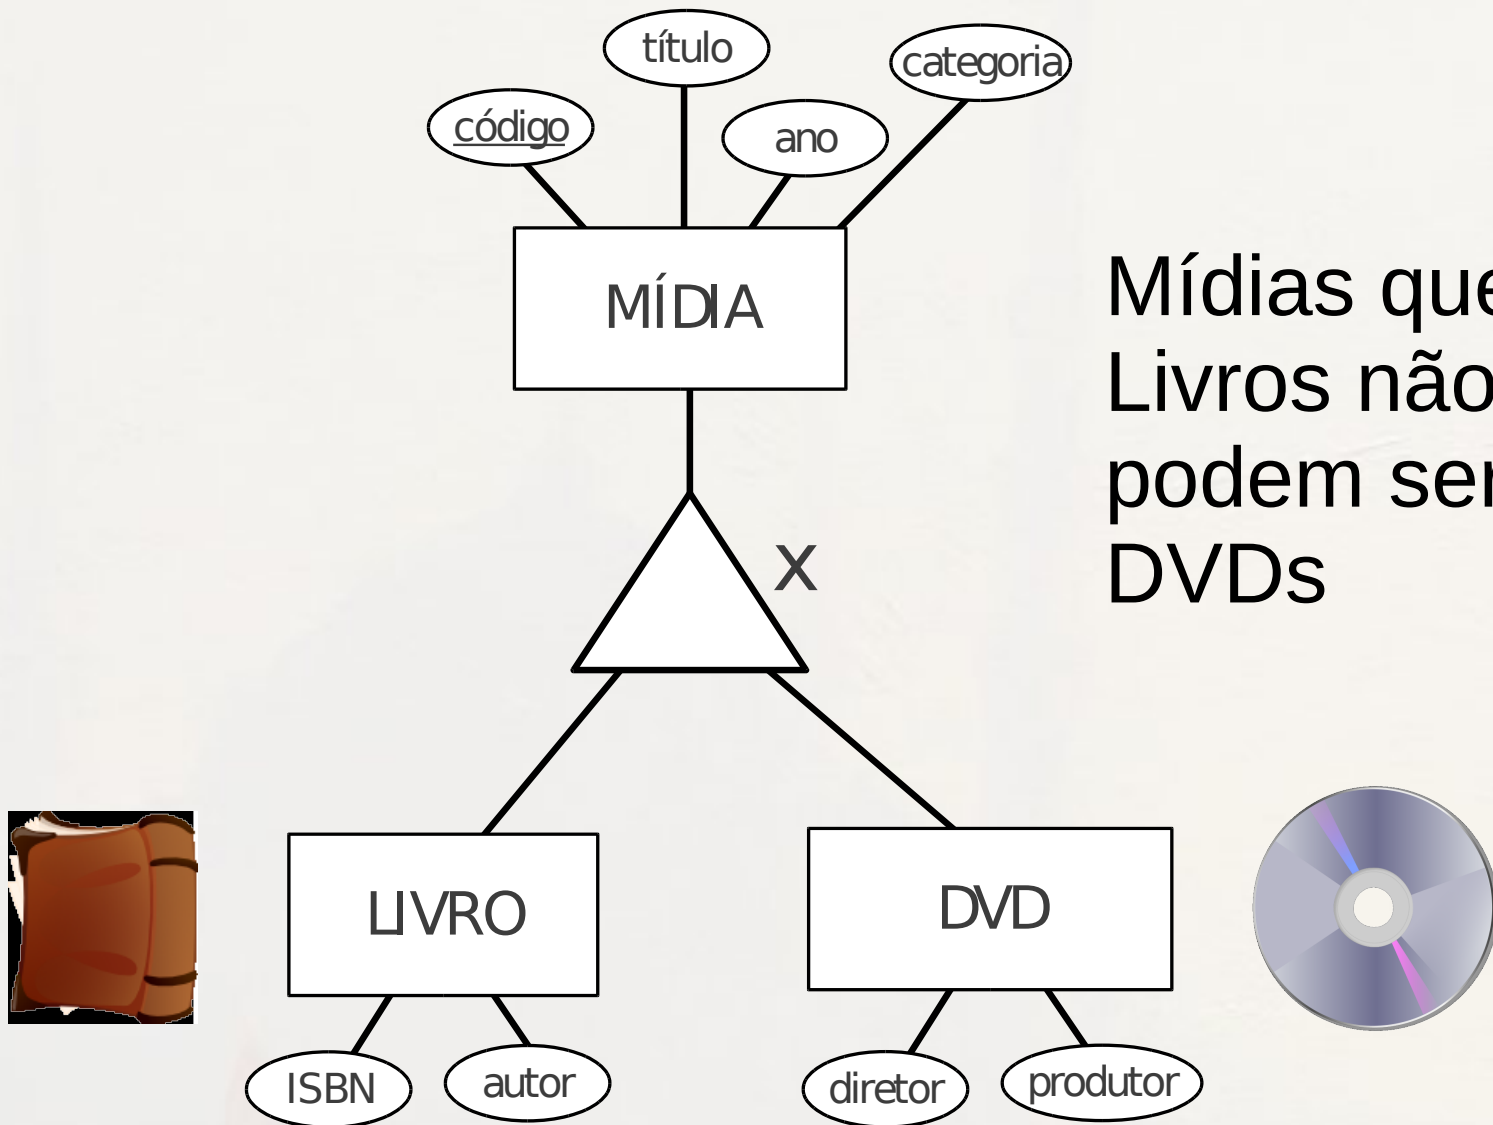 título
categoria
código
ano
MÍDIA
Mídias que
Livros não
podem ser
DVDs
X
LIVRO
DVD
ISBN
autor
diretor
produtor